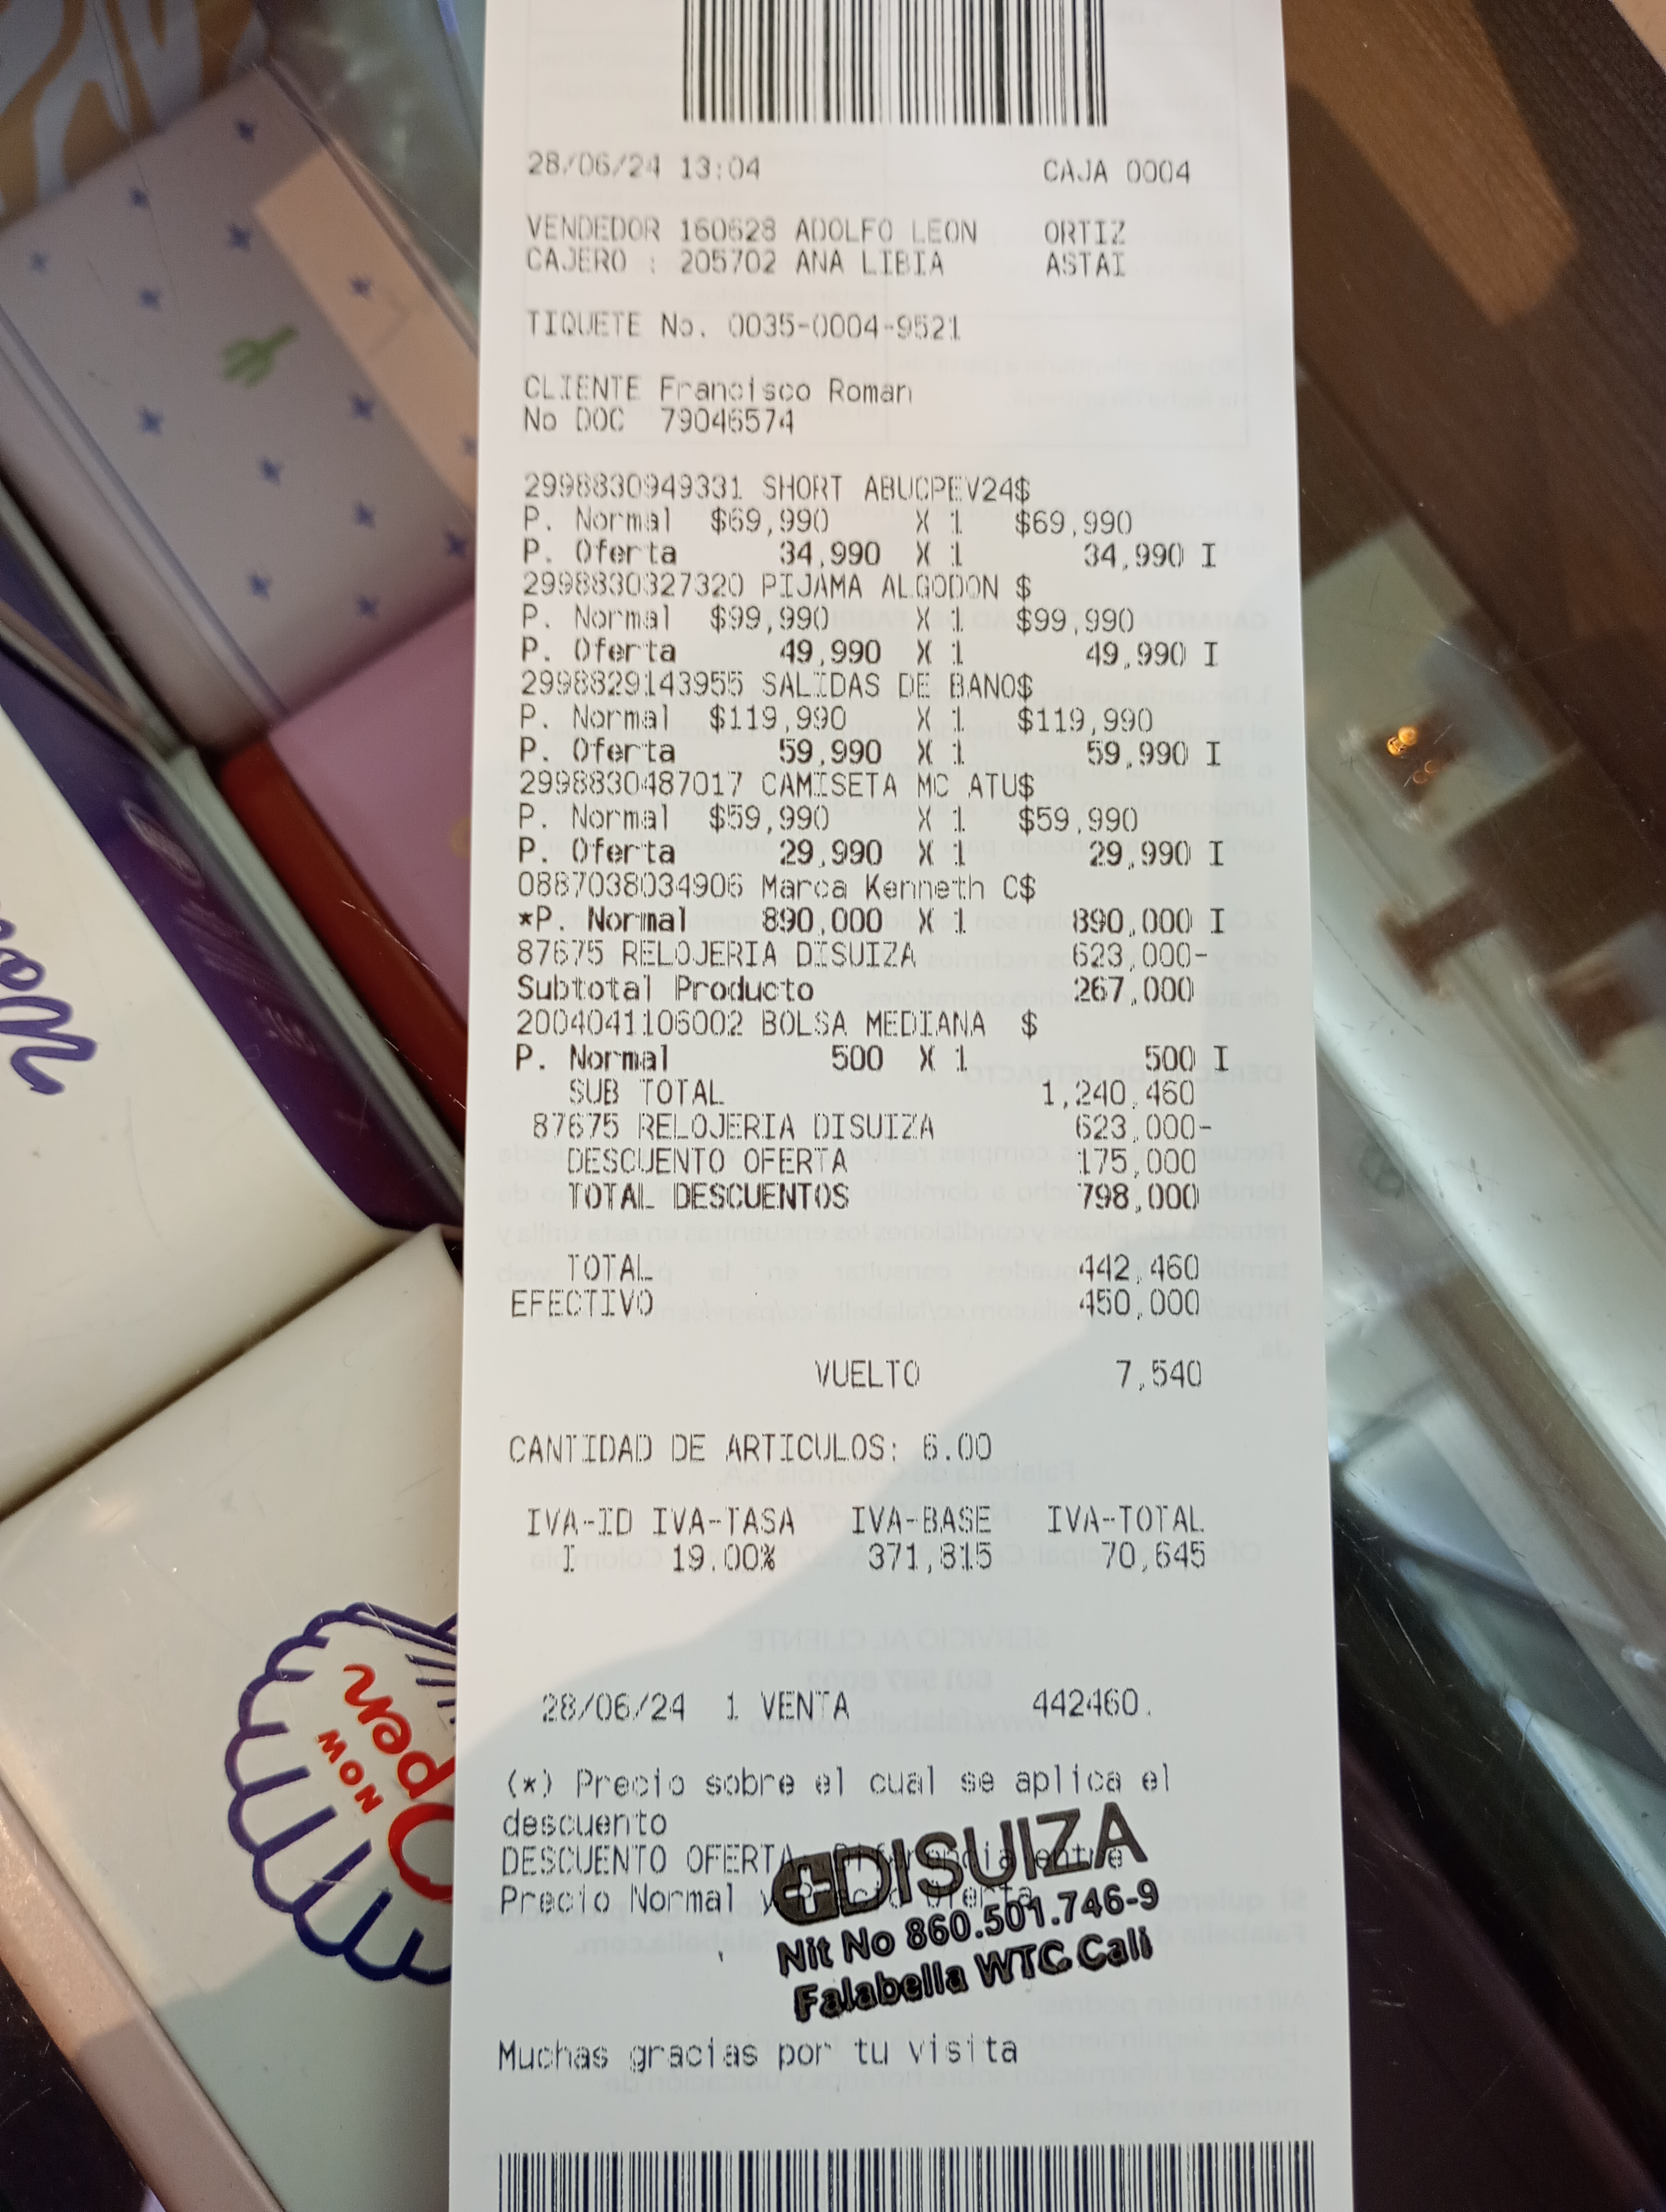 28/06/24 13:04 CAJA 0004
VENDEDOR 160628 ADOLFO LEON ORTIZ
CAJERO : 205702 ANA LIBIA ASTAI
TIQUETE No. 0035-0004-9521
CLIENTE Francisco Roman
No DOC 79046574
2998830949331 SHORT ABUCPEV24$
P. Normal $69,990 X 1 $69,990
P. Oferta 34,990 X 1 34,990 I
2998830327320 PIJAMA ALGODON $
P. Normal $99,990 X 1 $99,990
P. Oferta 49,990 X 1 49,990 I
2998829143955 SALIDAS DE BANO$
P. Normal $119,990 X 1 $119,990
P. Oferta 59,990 X 1 59,990 I
2998830487017 CAMISETA MC ATU$
P. Normal $59,990 X 1 $59,990
P. Oferta 29,990 X 1 29,990 I
0887038034906 Marca Kenneth C$
*P. Normal 890,000 X 1 890,000 I
87675 RELOJERIA DISUIZA 623,000-
Subtotal Producto 267,000
2004041106002 BOLSA MEDIANA $
P. Normal 500 X 1 500 I
SUB TOTAL 1,240,460
87675 RELOJERIA DISUIZA 623,000-
DESCUENTO OFERTA 175,000
TOTAL DESCUENTOS 798,000
TOTAL 442,460
EFECTIVO 450,000
VUELTO 7,540
CANTIDAD DE ARTICULOS: 6.00
IVA-ID IVA-TASA IVA-BASE IVA-TOTAL
I 19.00% 371,815 70,645
28/06/24 1 VENTA 442460.
(*) Precio sobre el cual se aplica el
descuento
DESCUENTO OFERTA: Diferencia entre
Precio Normal y Precio Oferta
DISUIZA
Nit No 860.501.746-9
Falabella WTC Cali
Muchas gracias por tu visita
Open
NOW